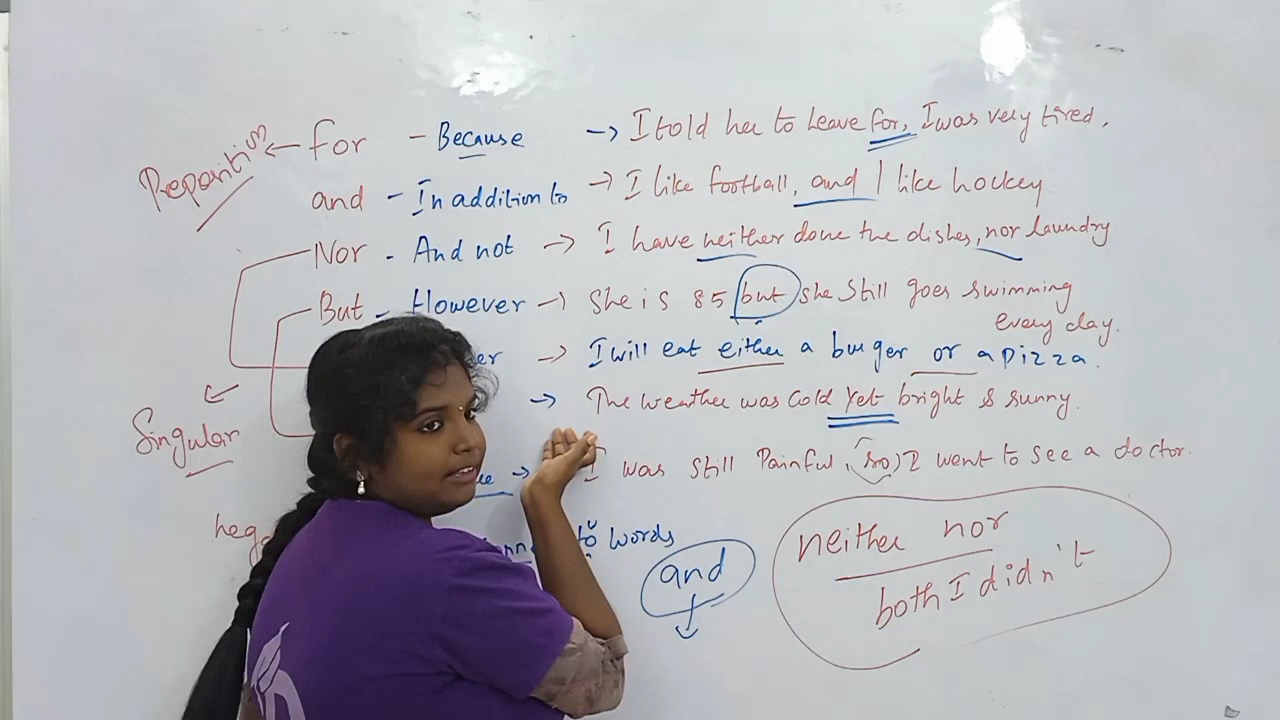 Preposition ← for - Because → I told her to leave for, I was very tired.
and - In addition to → I like football, and I like hockey.
Nor - And not → I have neither done the dishes, nor laundry
But - However → She is 85 but she still goes swimming
every day.
→ I will eat either a burger or a pizza.
→ The weather was cold yet bright & sunny.
Singular
→ I was still Painful, so, I went to see a doctor.
to words
and
neither nor
both I didn't